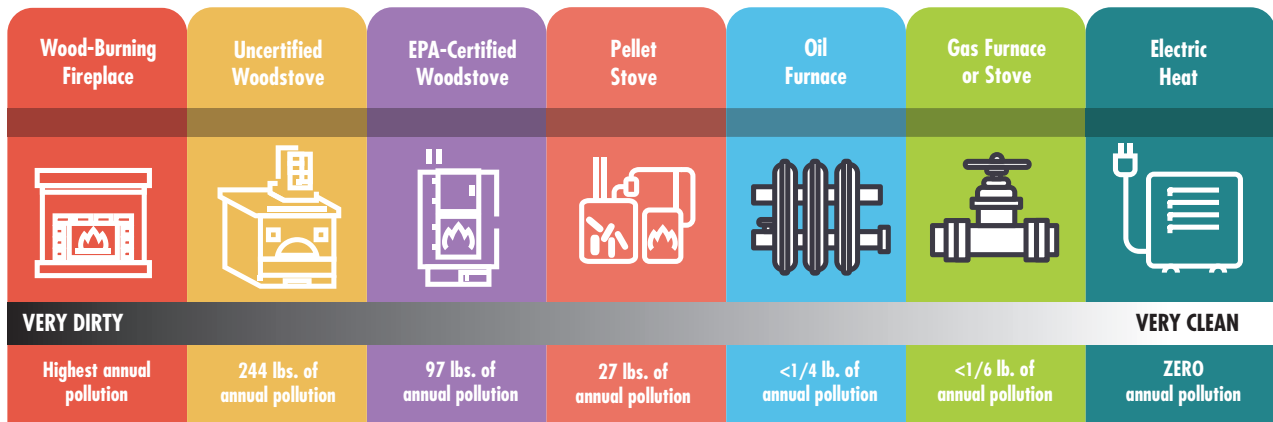 Wood-Burning
Fireplace
Uncertified
Woodstove
EPA-Certified
Woodstove
Pellet
Stove
Oil
Furnace
Gas Furnace
or Stove
Electric
Heat
VERY DIRTY
VERY CLEAN
Highest annual
pollution
244 lbs. of
annual pollution
97 lbs. of
annual pollution
27 lbs. of
annual pollution
<1/4 lb. of
annual pollution
<1/6 lb. of
annual pollution
ZERO
annual pollution